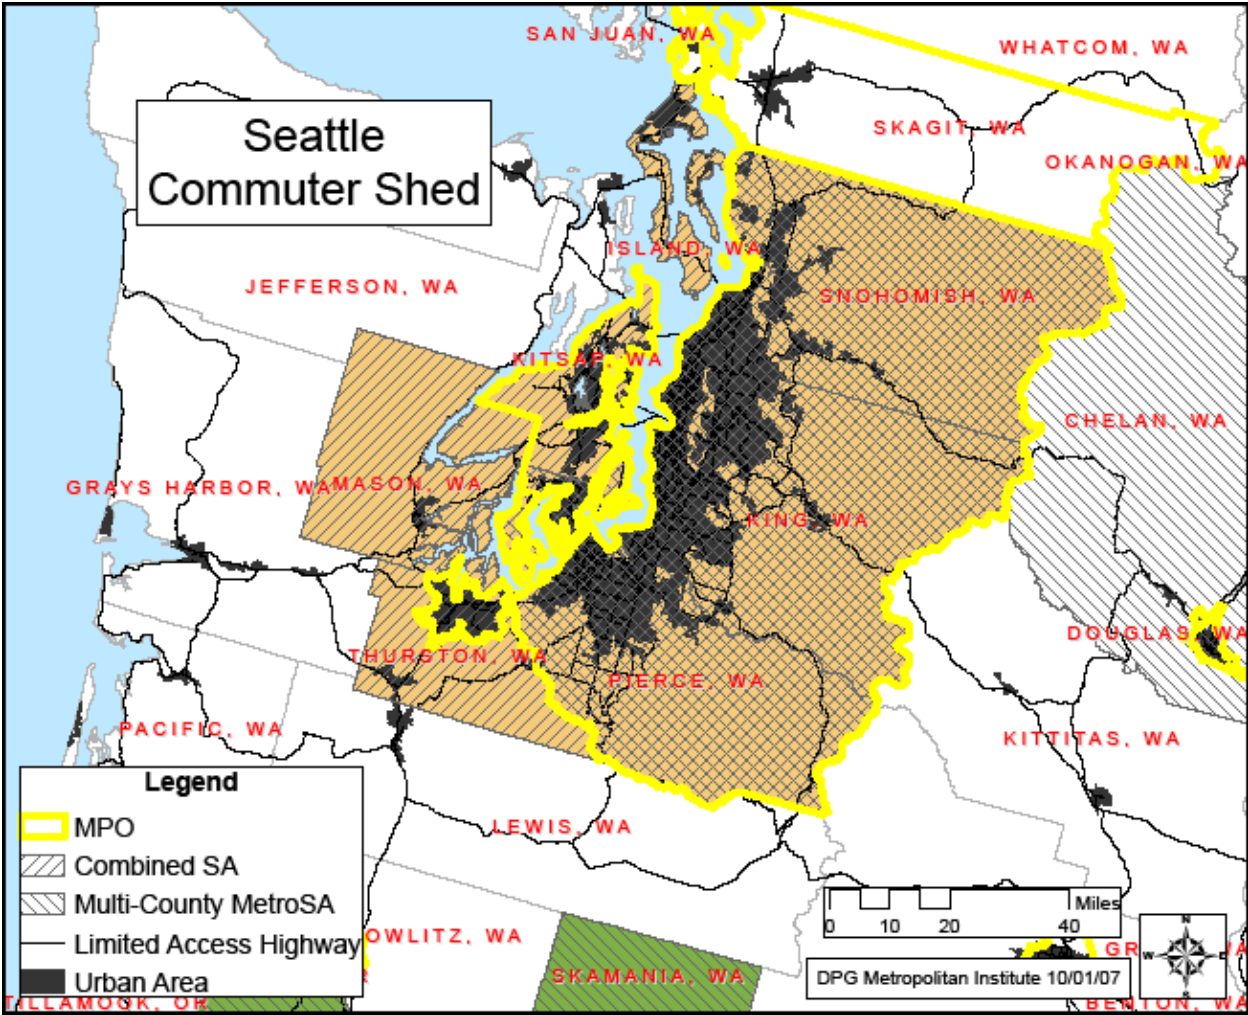 SAN JUAN, WA
WHATCOM, WA
Seattle
Commuter Shed
SKAGIT, WA
OKANOGAN, WA
ISLAND, WA
JEFFERSON, WA
SNOHOMISH, WA
KITSAP, WA
CHELAN, WA
GRAYS HARBOR, WA
MASON, WA
KING, WA
DOUGLAS, WA
THURSTON, WA
PIERCE, WA
PACIFIC, WA
KITTITAS, WA
LEWIS, WA
Legend
MPO
Combined SA
Multi-County MetroSA
Limited Access Highway
Urban Area
OWLITZ, WA
R
SKAMANIA, WA
TILLAMOOK, OR
Miles
0 10 20 40
DPG Metropolitan Institute 10/01/07
N
W E
S
GR
A
BENTON, WA